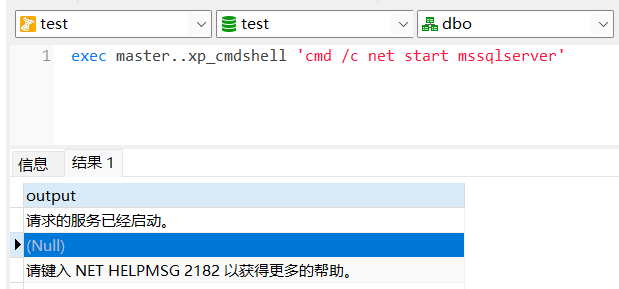 test test dbo
1 exec master..xp_cmdshell 'cmd /c net start mssqlserver'
信息 结果 1
output
请求的服务已经启动。
(Null)
请键入 NET HELPMSG 2182 以获得更多的帮助。